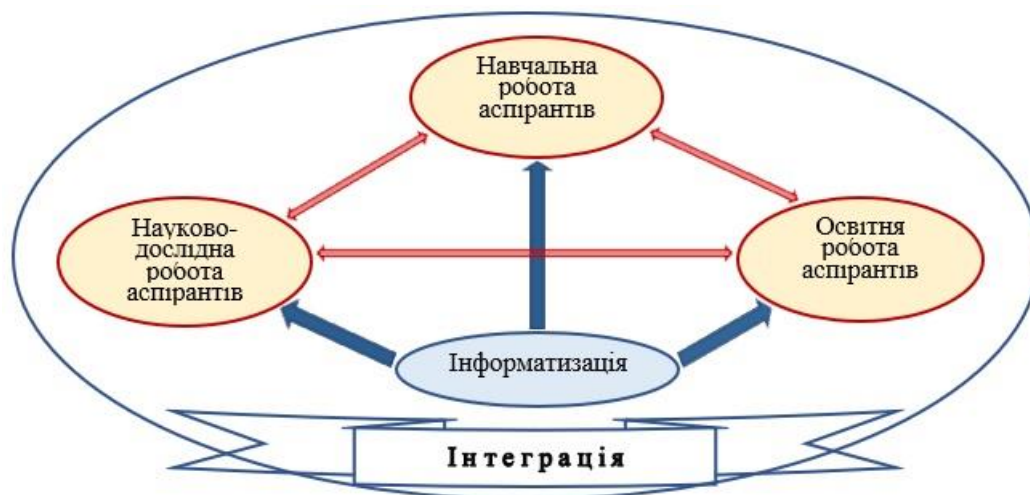 Навчальна
робота
аспірантів
Науково-
дослідна
робота
аспірантів
Освітня
робота
аспірантів
Інформатизація
Інтеграція